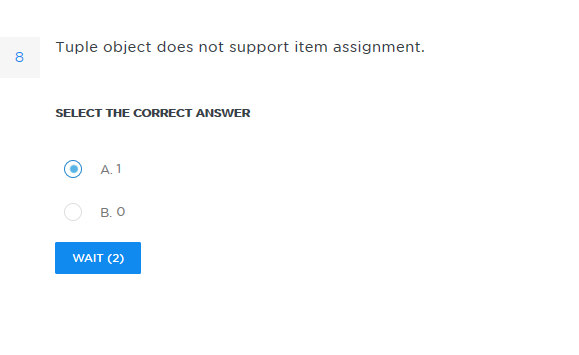 8
Tuple object does not support item assignment.
SELECT THE CORRECT ANSWER
A. 1
B. 0
WAIT (2)